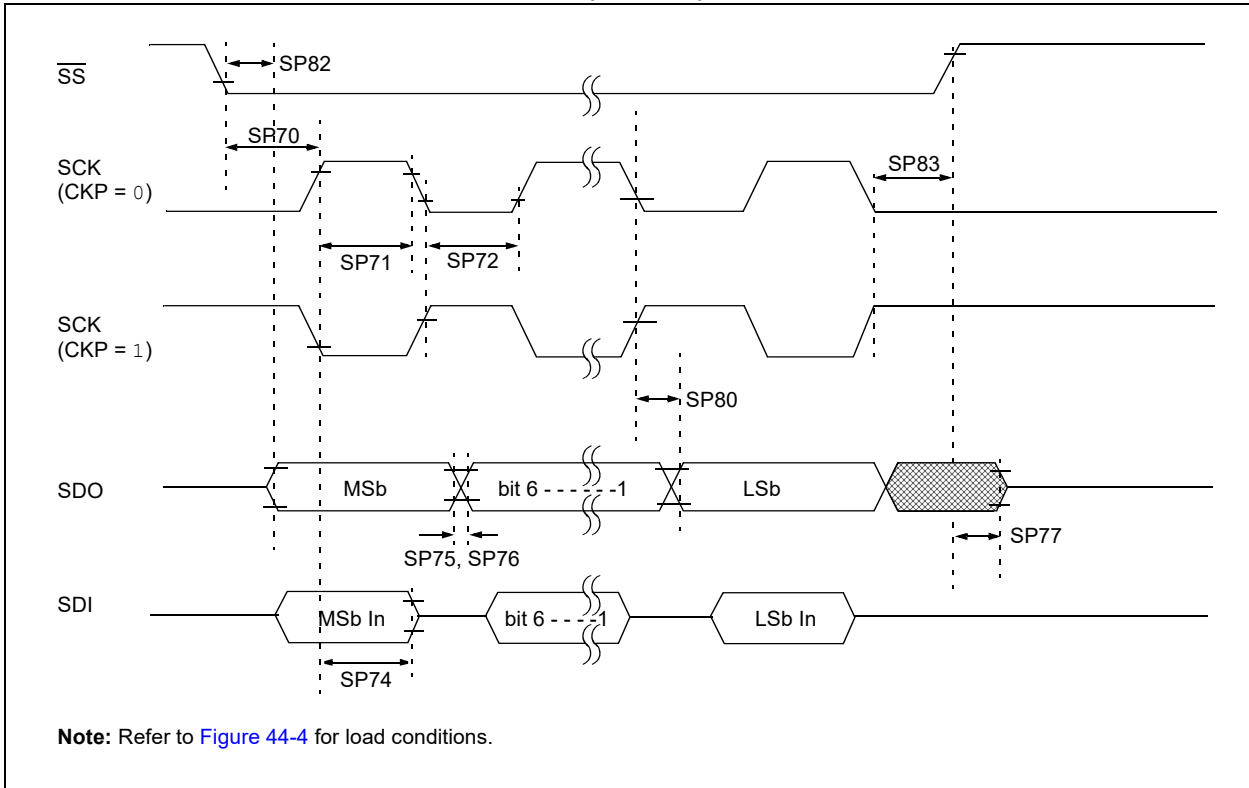 SS
SP82
SP70
SCK
(CKP = 0)
SP83
SP71
SP72
SCK
(CKP = 1)
SP80
SDO
MSb
bit 6 - - - - - -1
LSb
SP77
SP75, SP76
SDI
MSb In
bit 6 - - - -1
LSb In
SP74
Note: Refer to Figure 44-4 for load conditions.